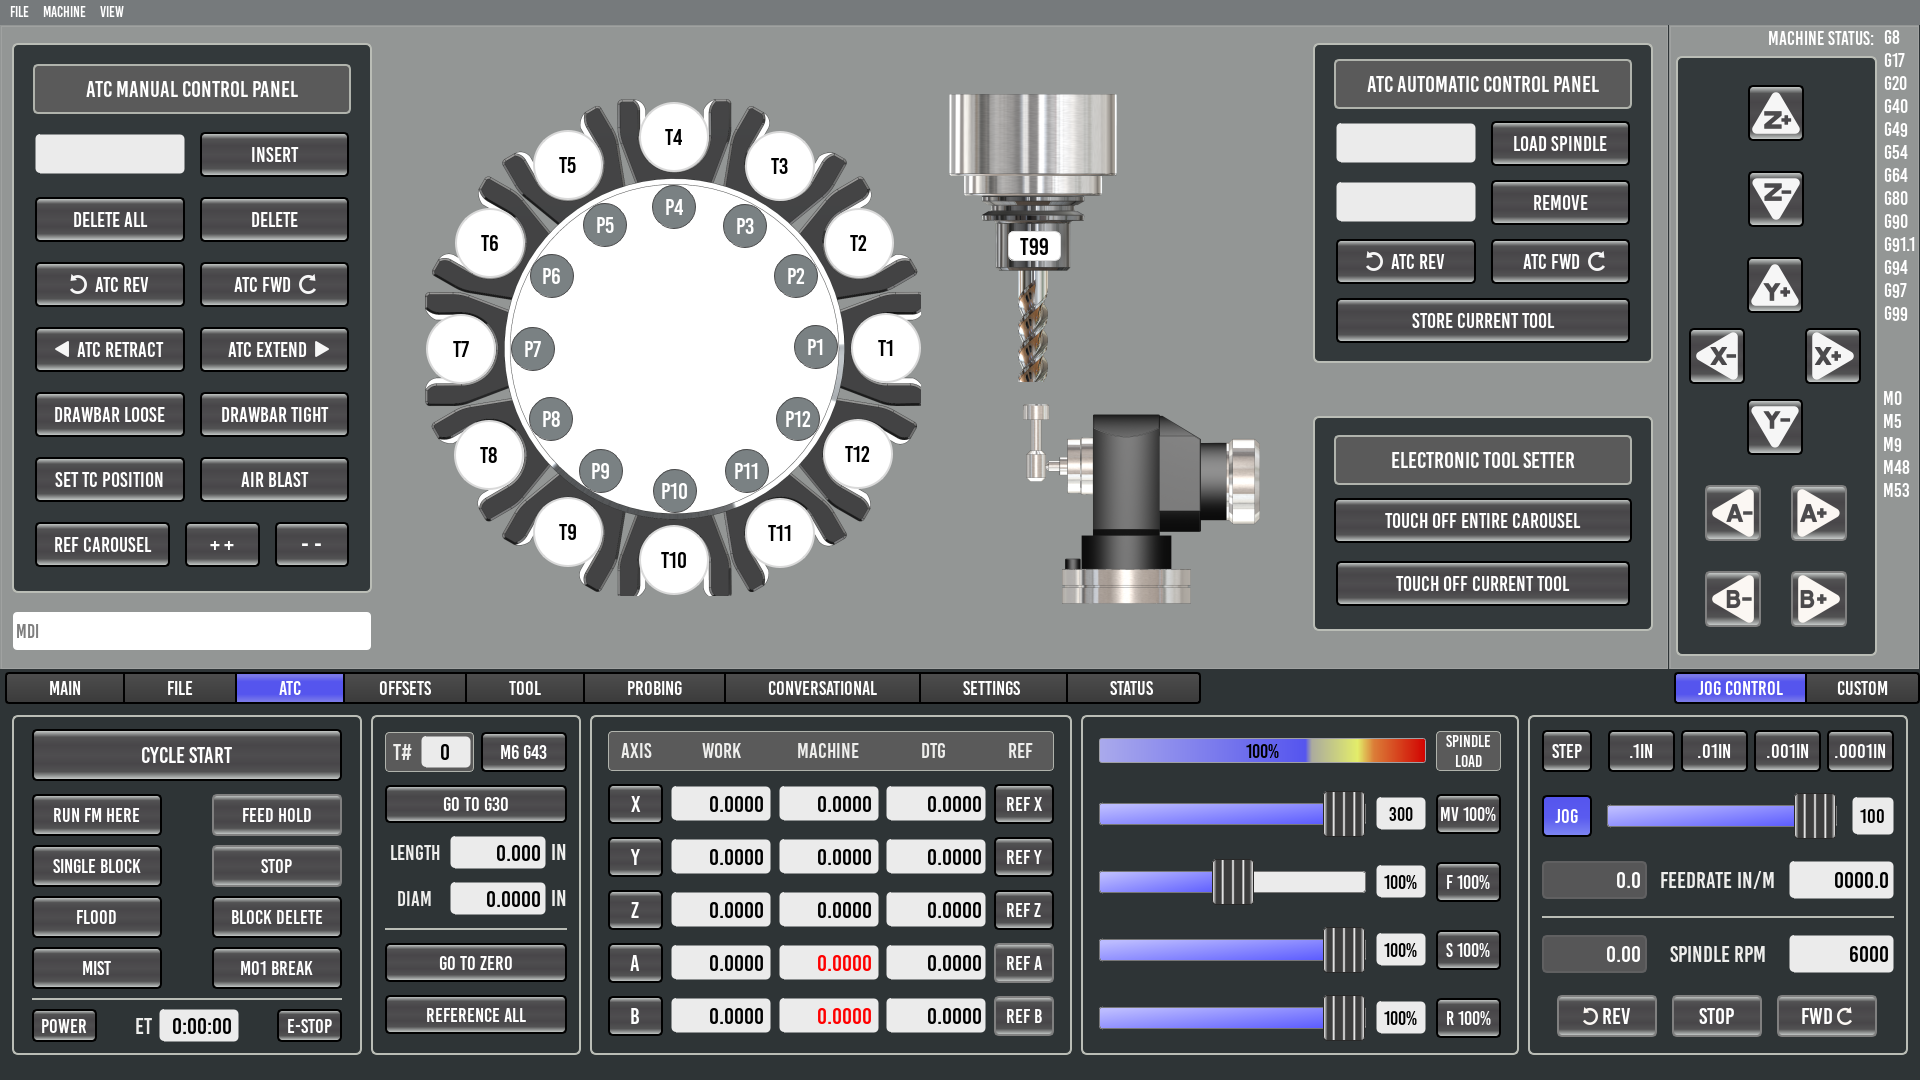 FILE MACHINE VIEW
MACHINE STATUS:
G8
G17
G20
G40
G49
G54
G64
G80
G90
G91.1
G94
G97
G99
M0
M5
M9
M48
M53
ATC MANUAL CONTROL PANEL
INSERT
DELETE ALL DELETE
ATC REV ATC FWD
ATC RETRACT ATC EXTEND
DRAWBAR LOOSE DRAWBAR TIGHT
SET TC POSITION AIR BLAST
REF CAROUSEL ++ --
MDI
T4
T5 T3
T6 T2
T7 T1
T8 T12
T9 T11
T10
P4
P5 P3
P6 P2
P7 P1
P8 P12
P9 P11
P10
T99
ATC AUTOMATIC CONTROL PANEL
LOAD SPINDLE
REMOVE
ATC REV ATC FWD
STORE CURRENT TOOL
ELECTRONIC TOOL SETTER
TOUCH OFF ENTIRE CAROUSEL
TOUCH OFF CURRENT TOOL
Z+
Z-
Y+
X- X+
Y-
A- A+
B- B+
MAIN FILE ATC OFFSETS TOOL PROBING CONVERSATIONAL SETTINGS STATUS
JOG CONTROL CUSTOM
CYCLE START
RUN FM HERE FEED HOLD
SINGLE BLOCK STOP
FLOOD BLOCK DELETE
MIST M01 BREAK
POWER ET 0:00:00 E-STOP
T# 0 M6 G43
GO TO G30
LENGTH 0.000 IN
DIAM 0.0000 IN
GO TO ZERO
REFERENCE ALL
AXIS WORK MACHINE DTG REF
X 0.0000 0.0000 0.0000 REF X
Y 0.0000 0.0000 0.0000 REF Y
Z 0.0000 0.0000 0.0000 REF Z
A 0.0000 0.0000 0.0000 REF A
B 0.0000 0.0000 0.0000 REF B
100% SPINDLE
LOAD
300 MV 100%
100% F 100%
100% S 100%
100% R 100%
STEP .1IN .01IN .001IN .0001IN
JOG 100
0.0 FEEDRATE IN/M 0000.0
0.00 SPINDLE RPM 6000
REV STOP FWD